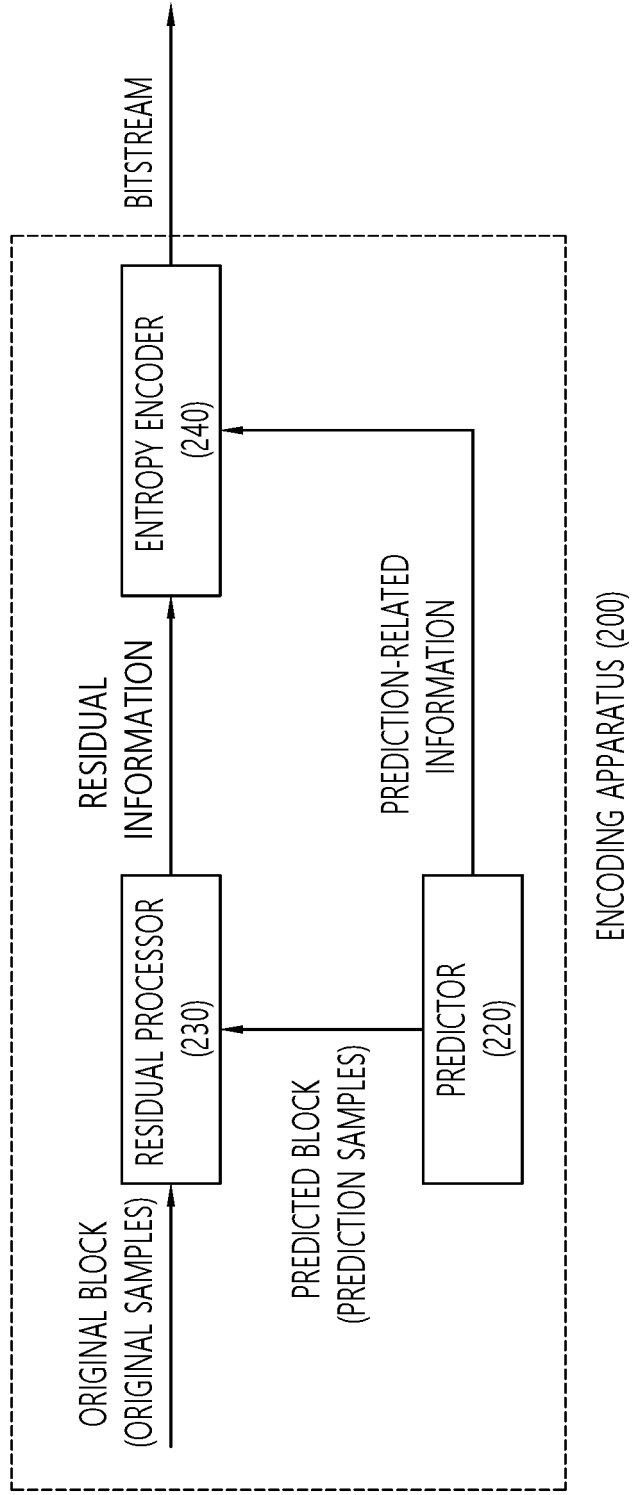 ORIGINAL BLOCK
(ORIGINAL SAMPLES)
RESIDUAL PROCESSOR
(230)
RESIDUAL
INFORMATION
ENTROPY ENCODER
(240)
BITSTREAM
PREDICTED BLOCK
(PREDICTION SAMPLES)
PREDICTOR
(220)
PREDICTION-RELATED
INFORMATION
ENCODING APPARATUS (200)